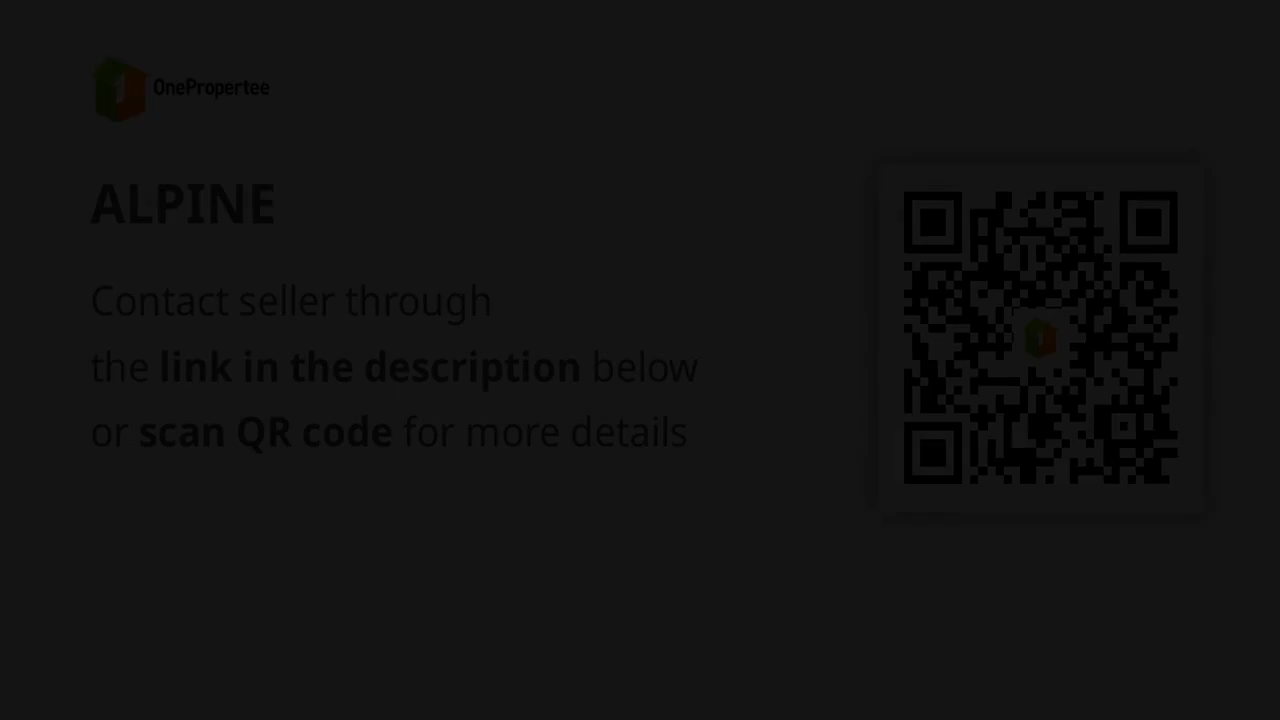 OnePropertee
ALPINE
Contact seller through
the link in the description below
or scan QR code for more details